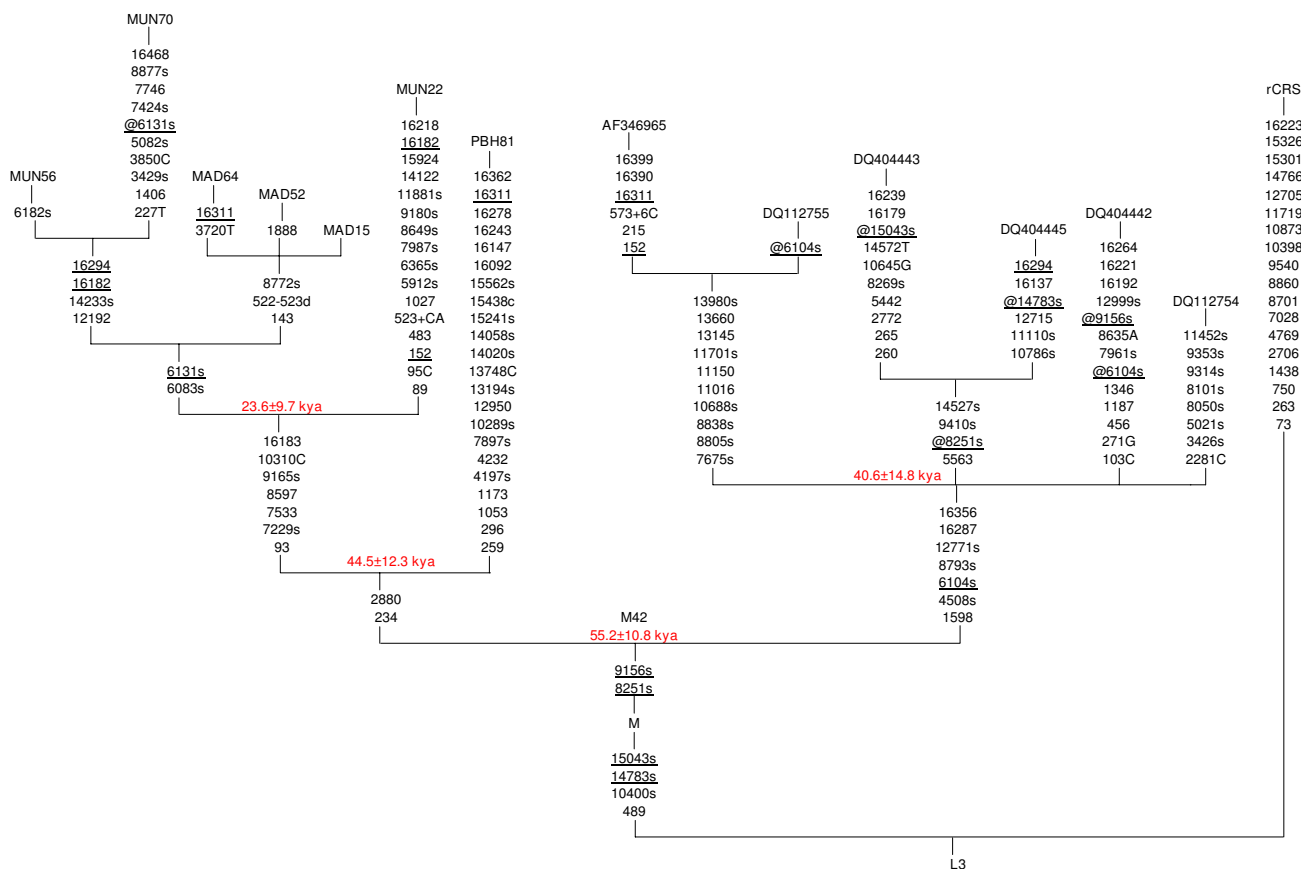 MUN70
16468
8877s
7746
7424s
@6131s
5082s
3850C
3429s
1406
227T
MUN56
6182s
16294
16182
14233s
12192
MAD64
16311
3720T
MAD52
1888
MAD15
8772s
522-523d
143
6131s
6083s
MUN22
16218
16182
15924
14122
11881s
9180s
8649s
7987s
6365s
5912s
1027
523+CA
483
152
95C
89
23.6±9.7 kya
16183
10310C
9165s
8597
7533
7229s
93
PBH81
16362
16311
16278
16243
16147
16092
15562s
15438c
15241s
14058s
14020s
13748C
13194s
12950
10289s
7897s
4232
4197s
1173
1053
296
259
44.5±12.3 kya
2880
234
AF346965
16399
16390
16311
573+6C
215
152
DQ112755
@6104s
13980s
13660
13145
11701s
11150
11016
10688s
8838s
8805s
7675s
DQ404443
16239
16179
@15043s
14572T
10645G
8269s
5442
2772
265
260
DQ404445
16294
16137
@14783s
12715
11110s
10786s
14527s
9410s
@8251s
5563
DQ404442
16264
16221
16192
12999s
@9156s
8635A
7961s
@6104s
1346
1187
456
271G
103C
DQ112754
11452s
9353s
9314s
8101s
8050s
5021s
3426s
2281C
40.6±14.8 kya
16356
16287
12771s
8793s
6104s
4508s
1598
M42
55.2±10.8 kya
9156s
8251s
M
15043s
14783s
10400s
489
rCRS
16223
15326
15301
14766
12705
11719
10873
10398
9540
8860
8701
7028
4769
2706
1438
750
263
73
L3